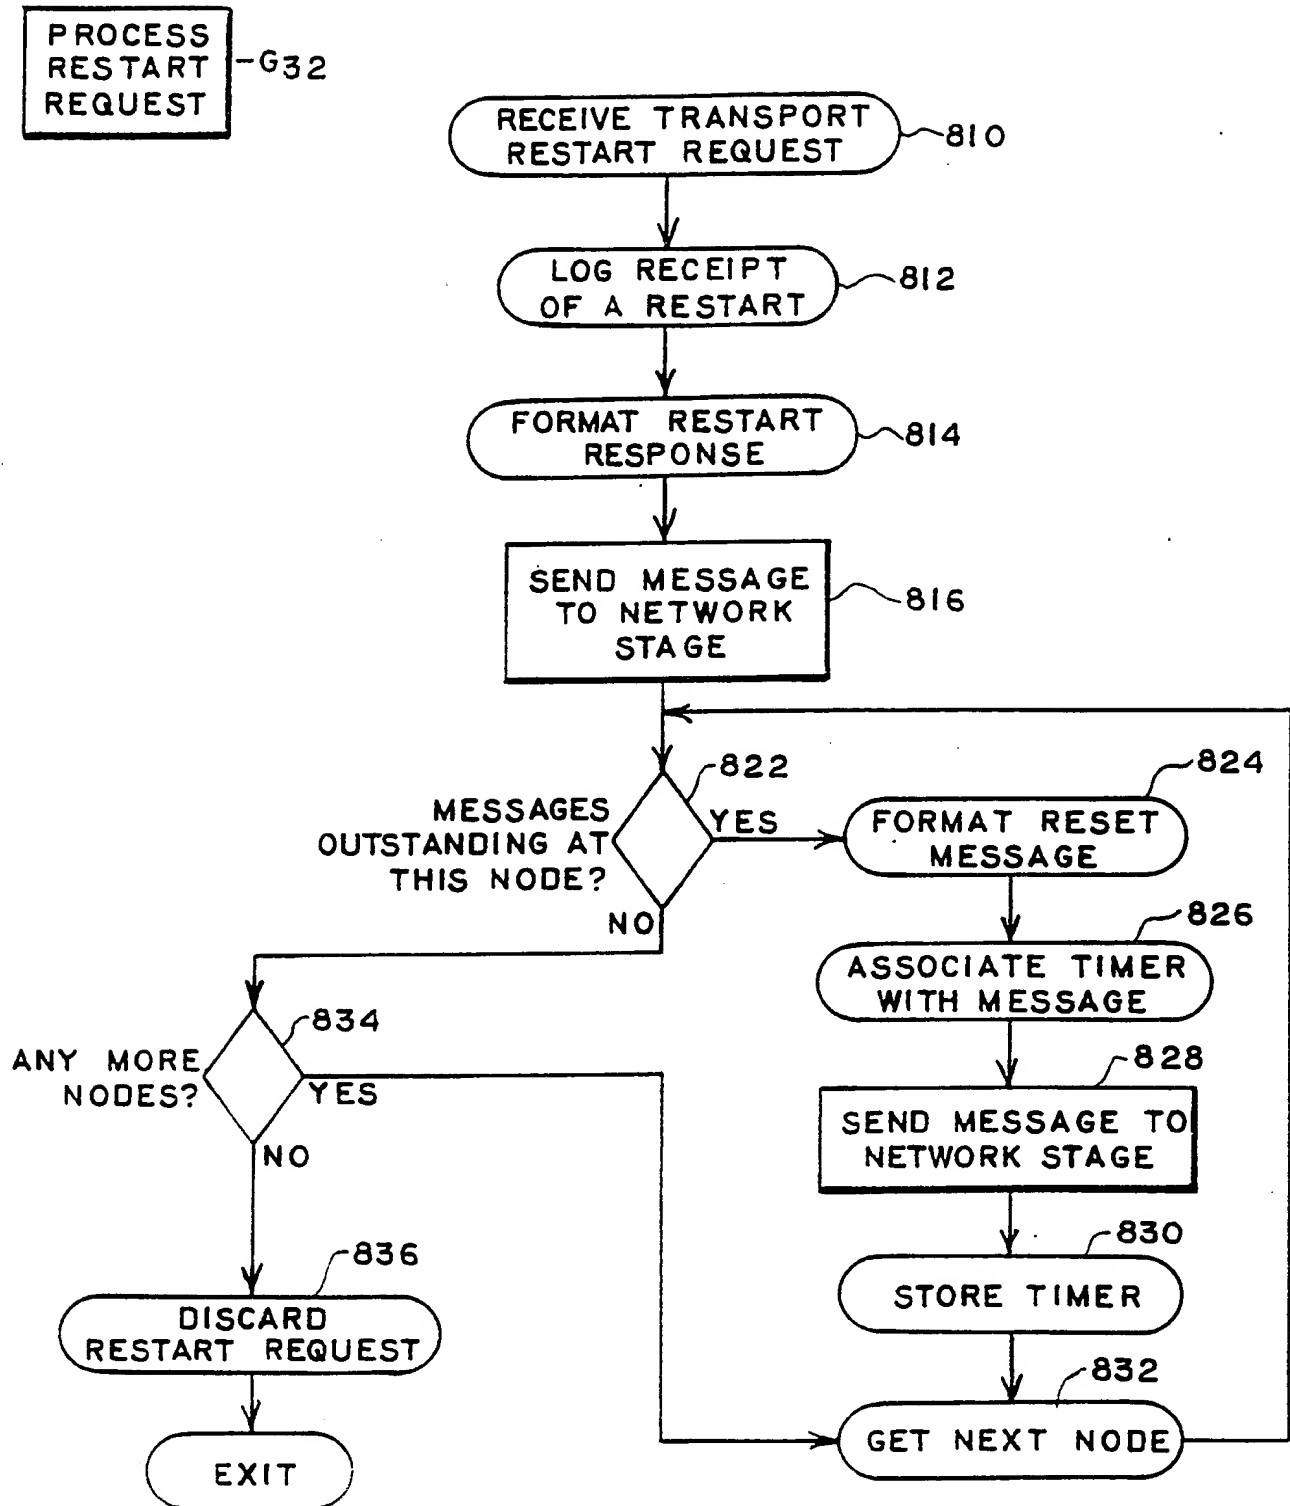 PROCESS
RESTART
REQUEST
G32
RECEIVE TRANSPORT
RESTART REQUEST
810
LOG RECEIPT
OF A RESTART
812
FORMAT RESTART
RESPONSE
814
SEND MESSAGE
TO NETWORK
STAGE
816
822
MESSAGES
OUTSTANDING AT
THIS NODE?
YES
NO
824
FORMAT RESET
MESSAGE
826
ASSOCIATE TIMER
WITH MESSAGE
828
SEND MESSAGE TO
NETWORK STAGE
830
STORE TIMER
832
GET NEXT NODE
834
ANY MORE
NODES?
YES
NO
836
DISCARD
RESTART REQUEST
EXIT